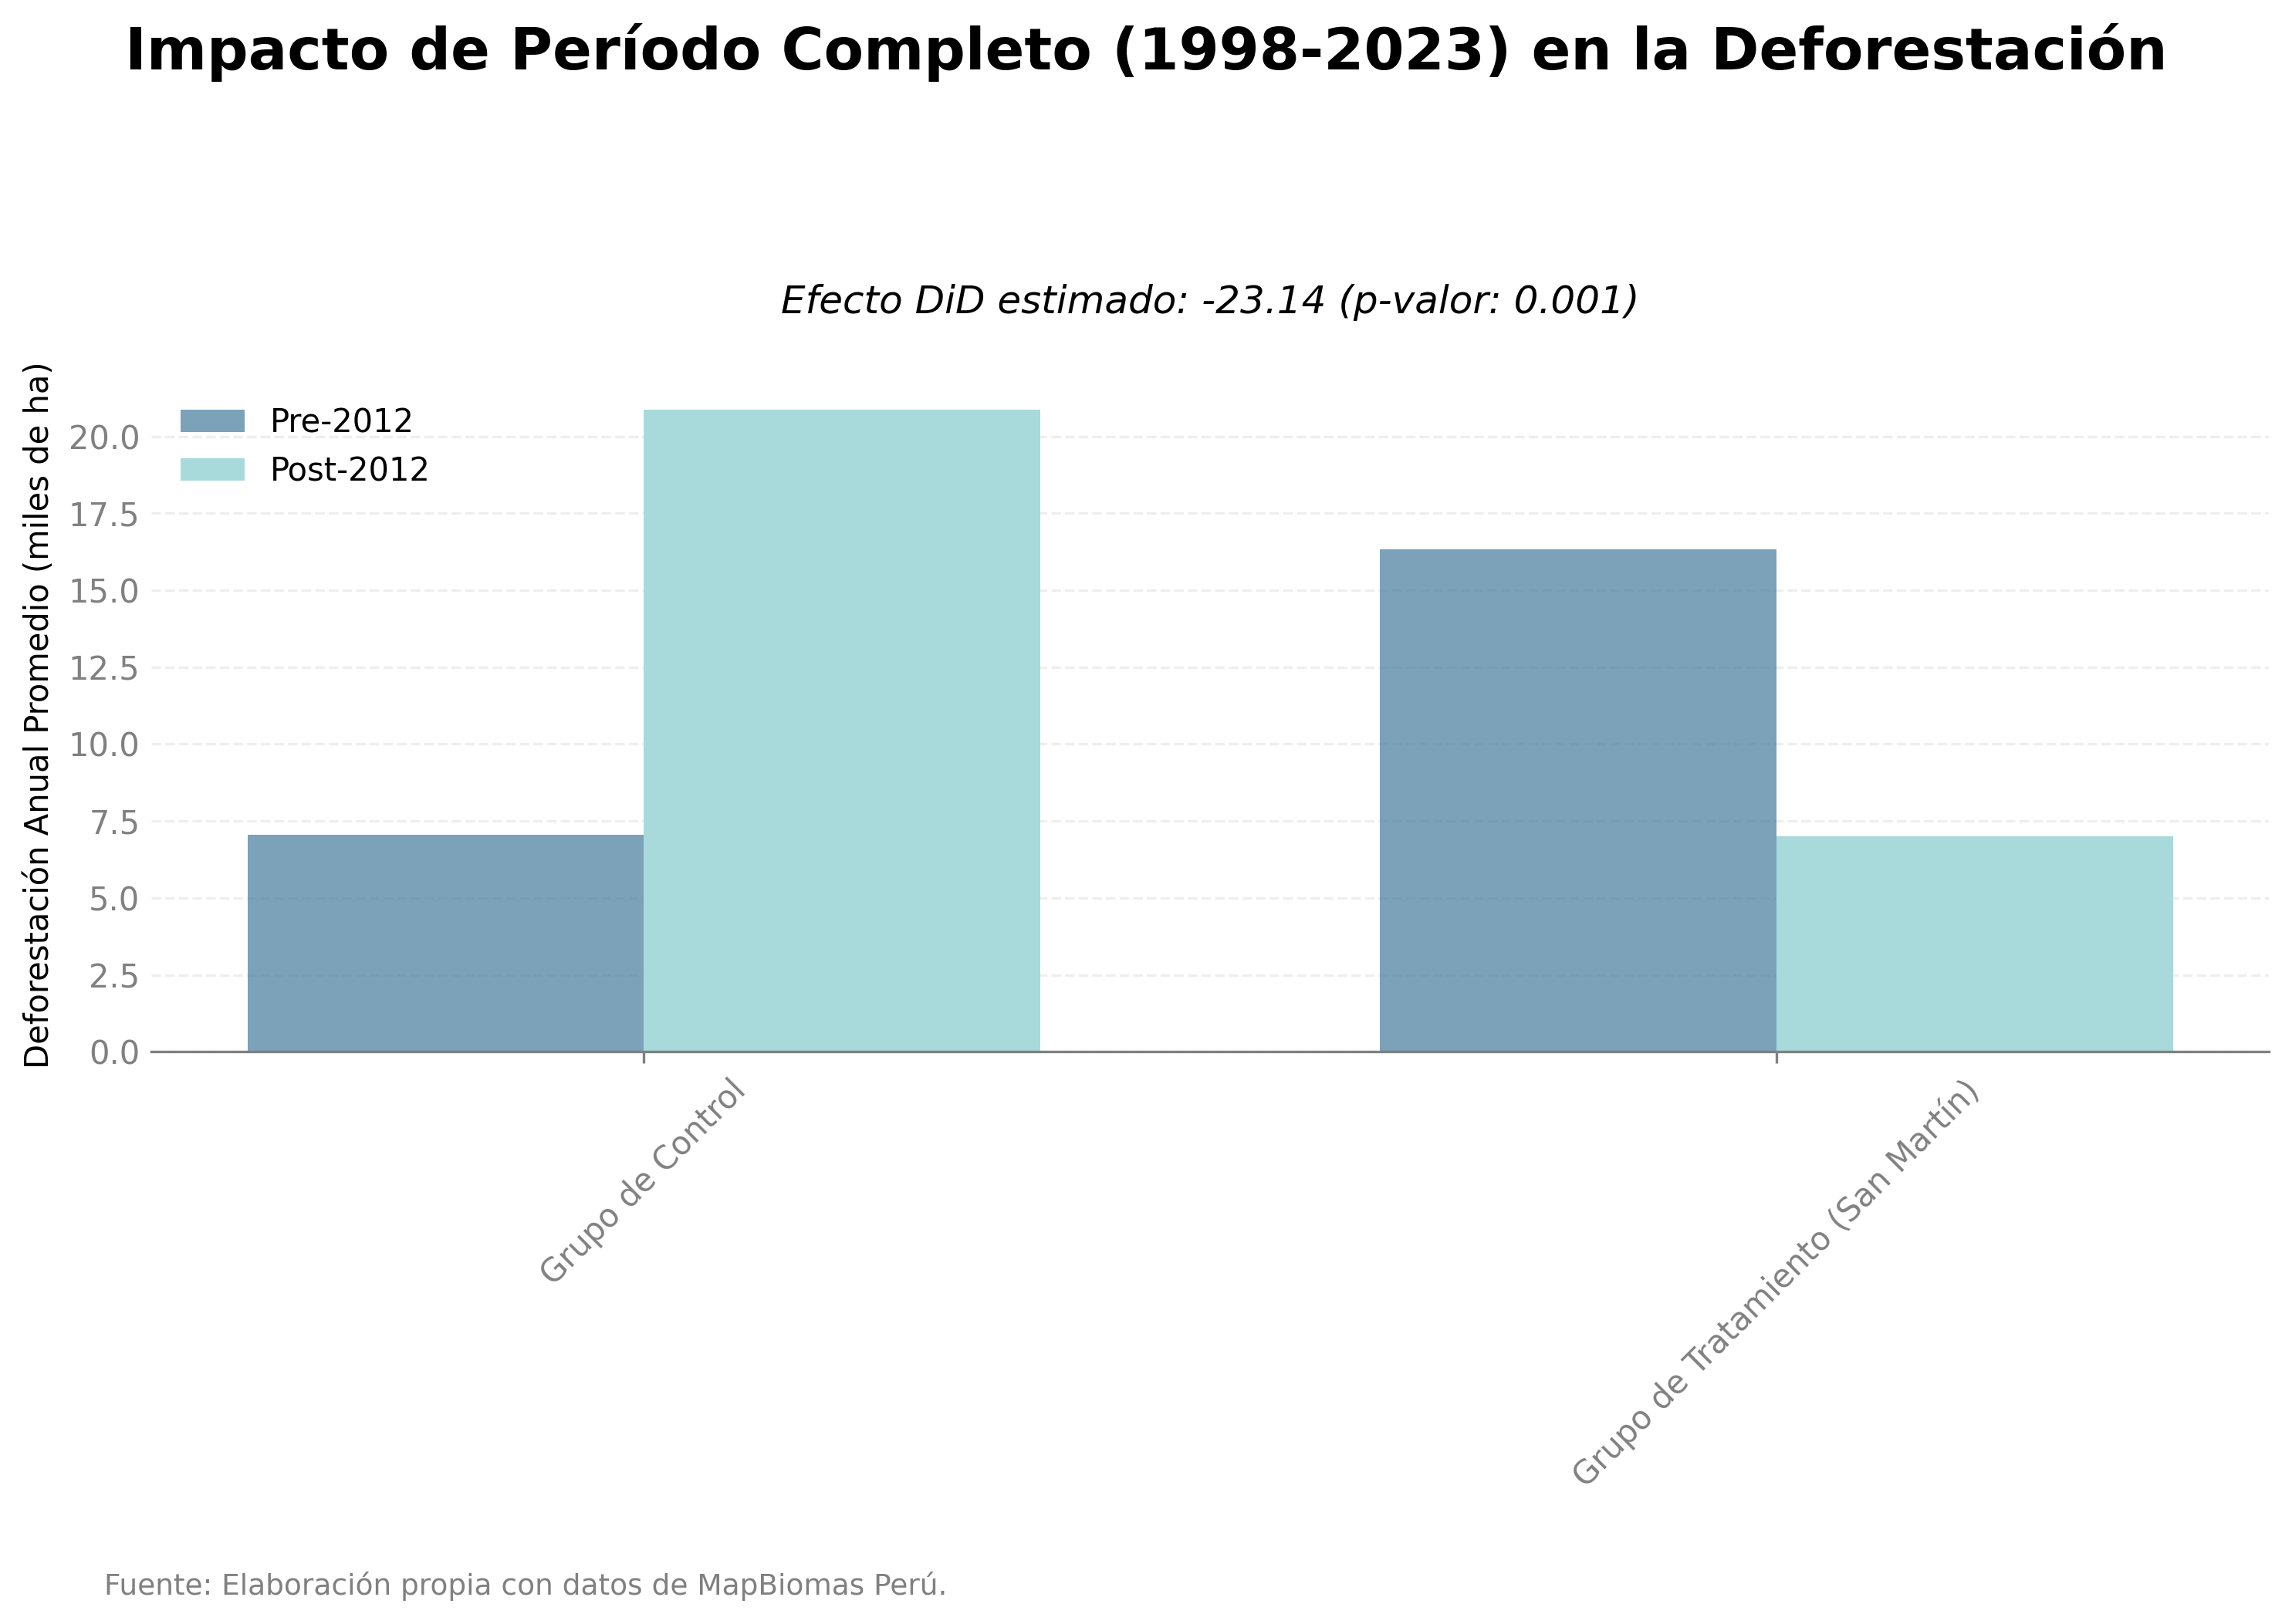 Impacto de Período Completo (1998-2023) en la Deforestación
Efecto DiD estimado: -23.14 (p-valor: 0.001)
Deforestación Anual Promedio (miles de ha)
Pre-2012
Post-2012
20.0
17.5
15.0
12.5
10.0
7.5
5.0
2.5
0.0
Grupo de Control
Grupo de Tratamiento (San Martín)
Fuente: Elaboración propia con datos de MapBiomas Perú.